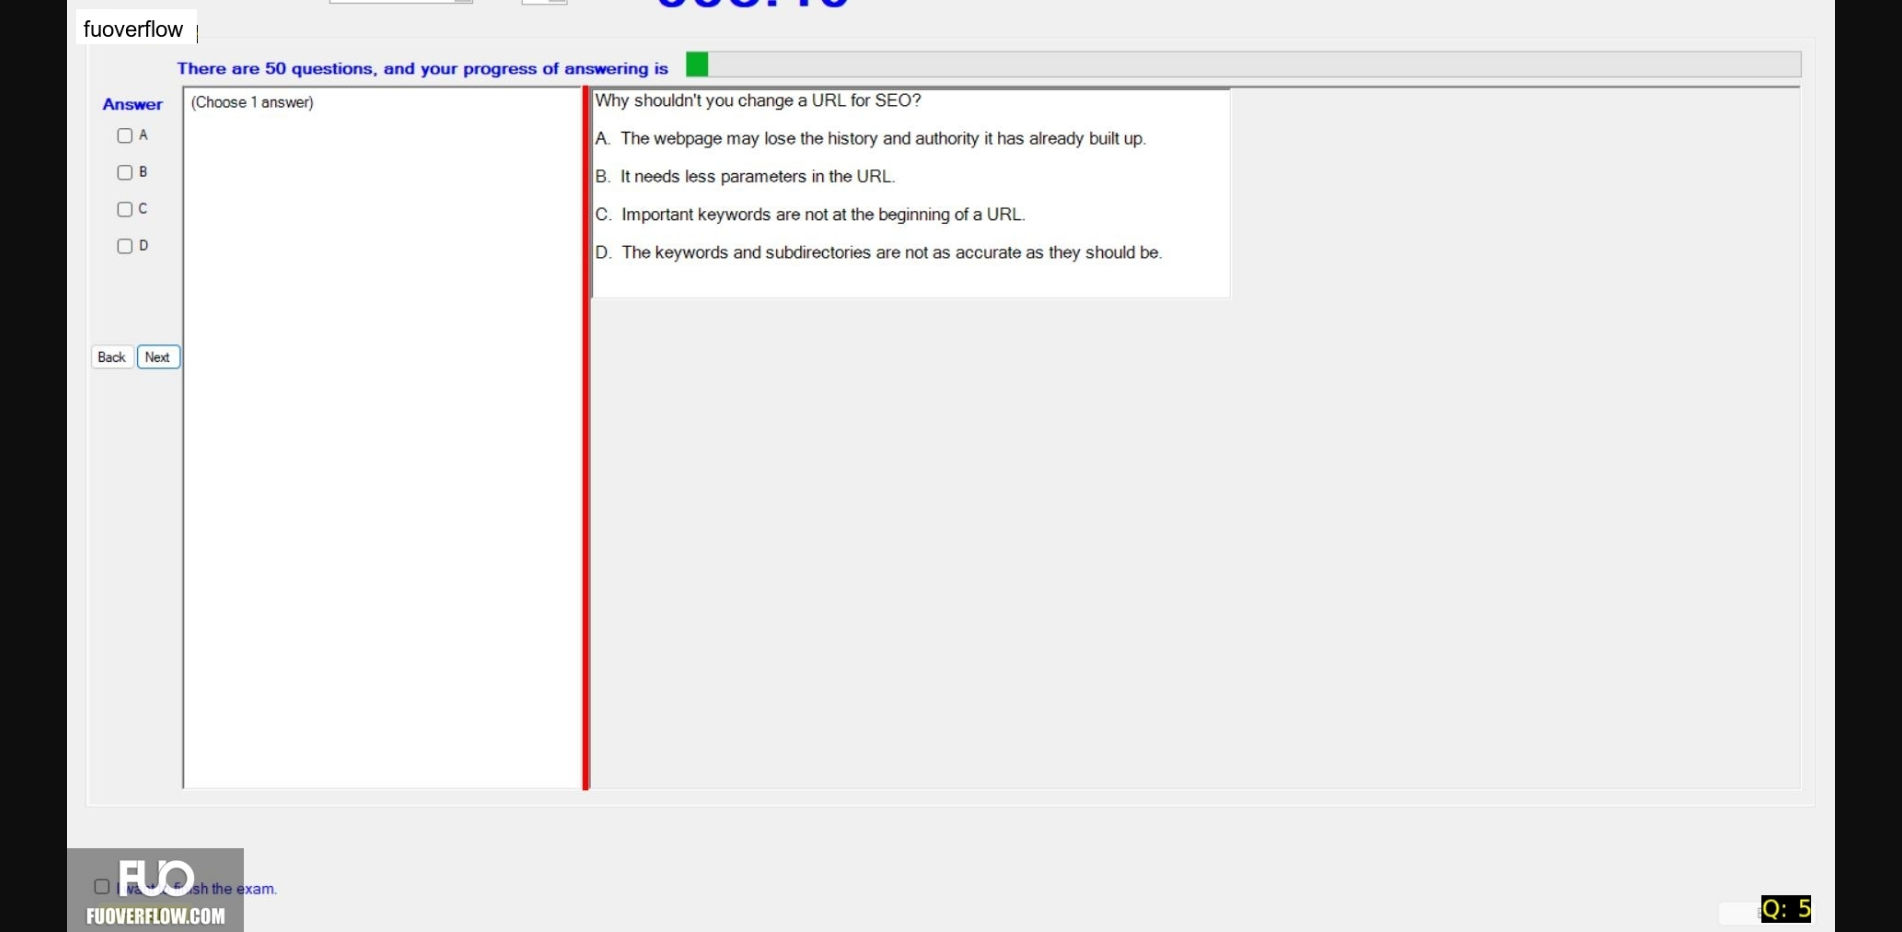 fuoverflow
There are 50 questions, and your progress of answering is
Answer
(Choose 1 answer)
A
B
C
D
Back
Next
Why shouldn't you change a URL for SEO?
A. The webpage may lose the history and authority it has already built up.
B. It needs less parameters in the URL.
C. Important keywords are not at the beginning of a URL.
D. The keywords and subdirectories are not as accurate as they should be.
I want to finish the exam.
FUO
FUOVERFLOW.COM
Q: 5